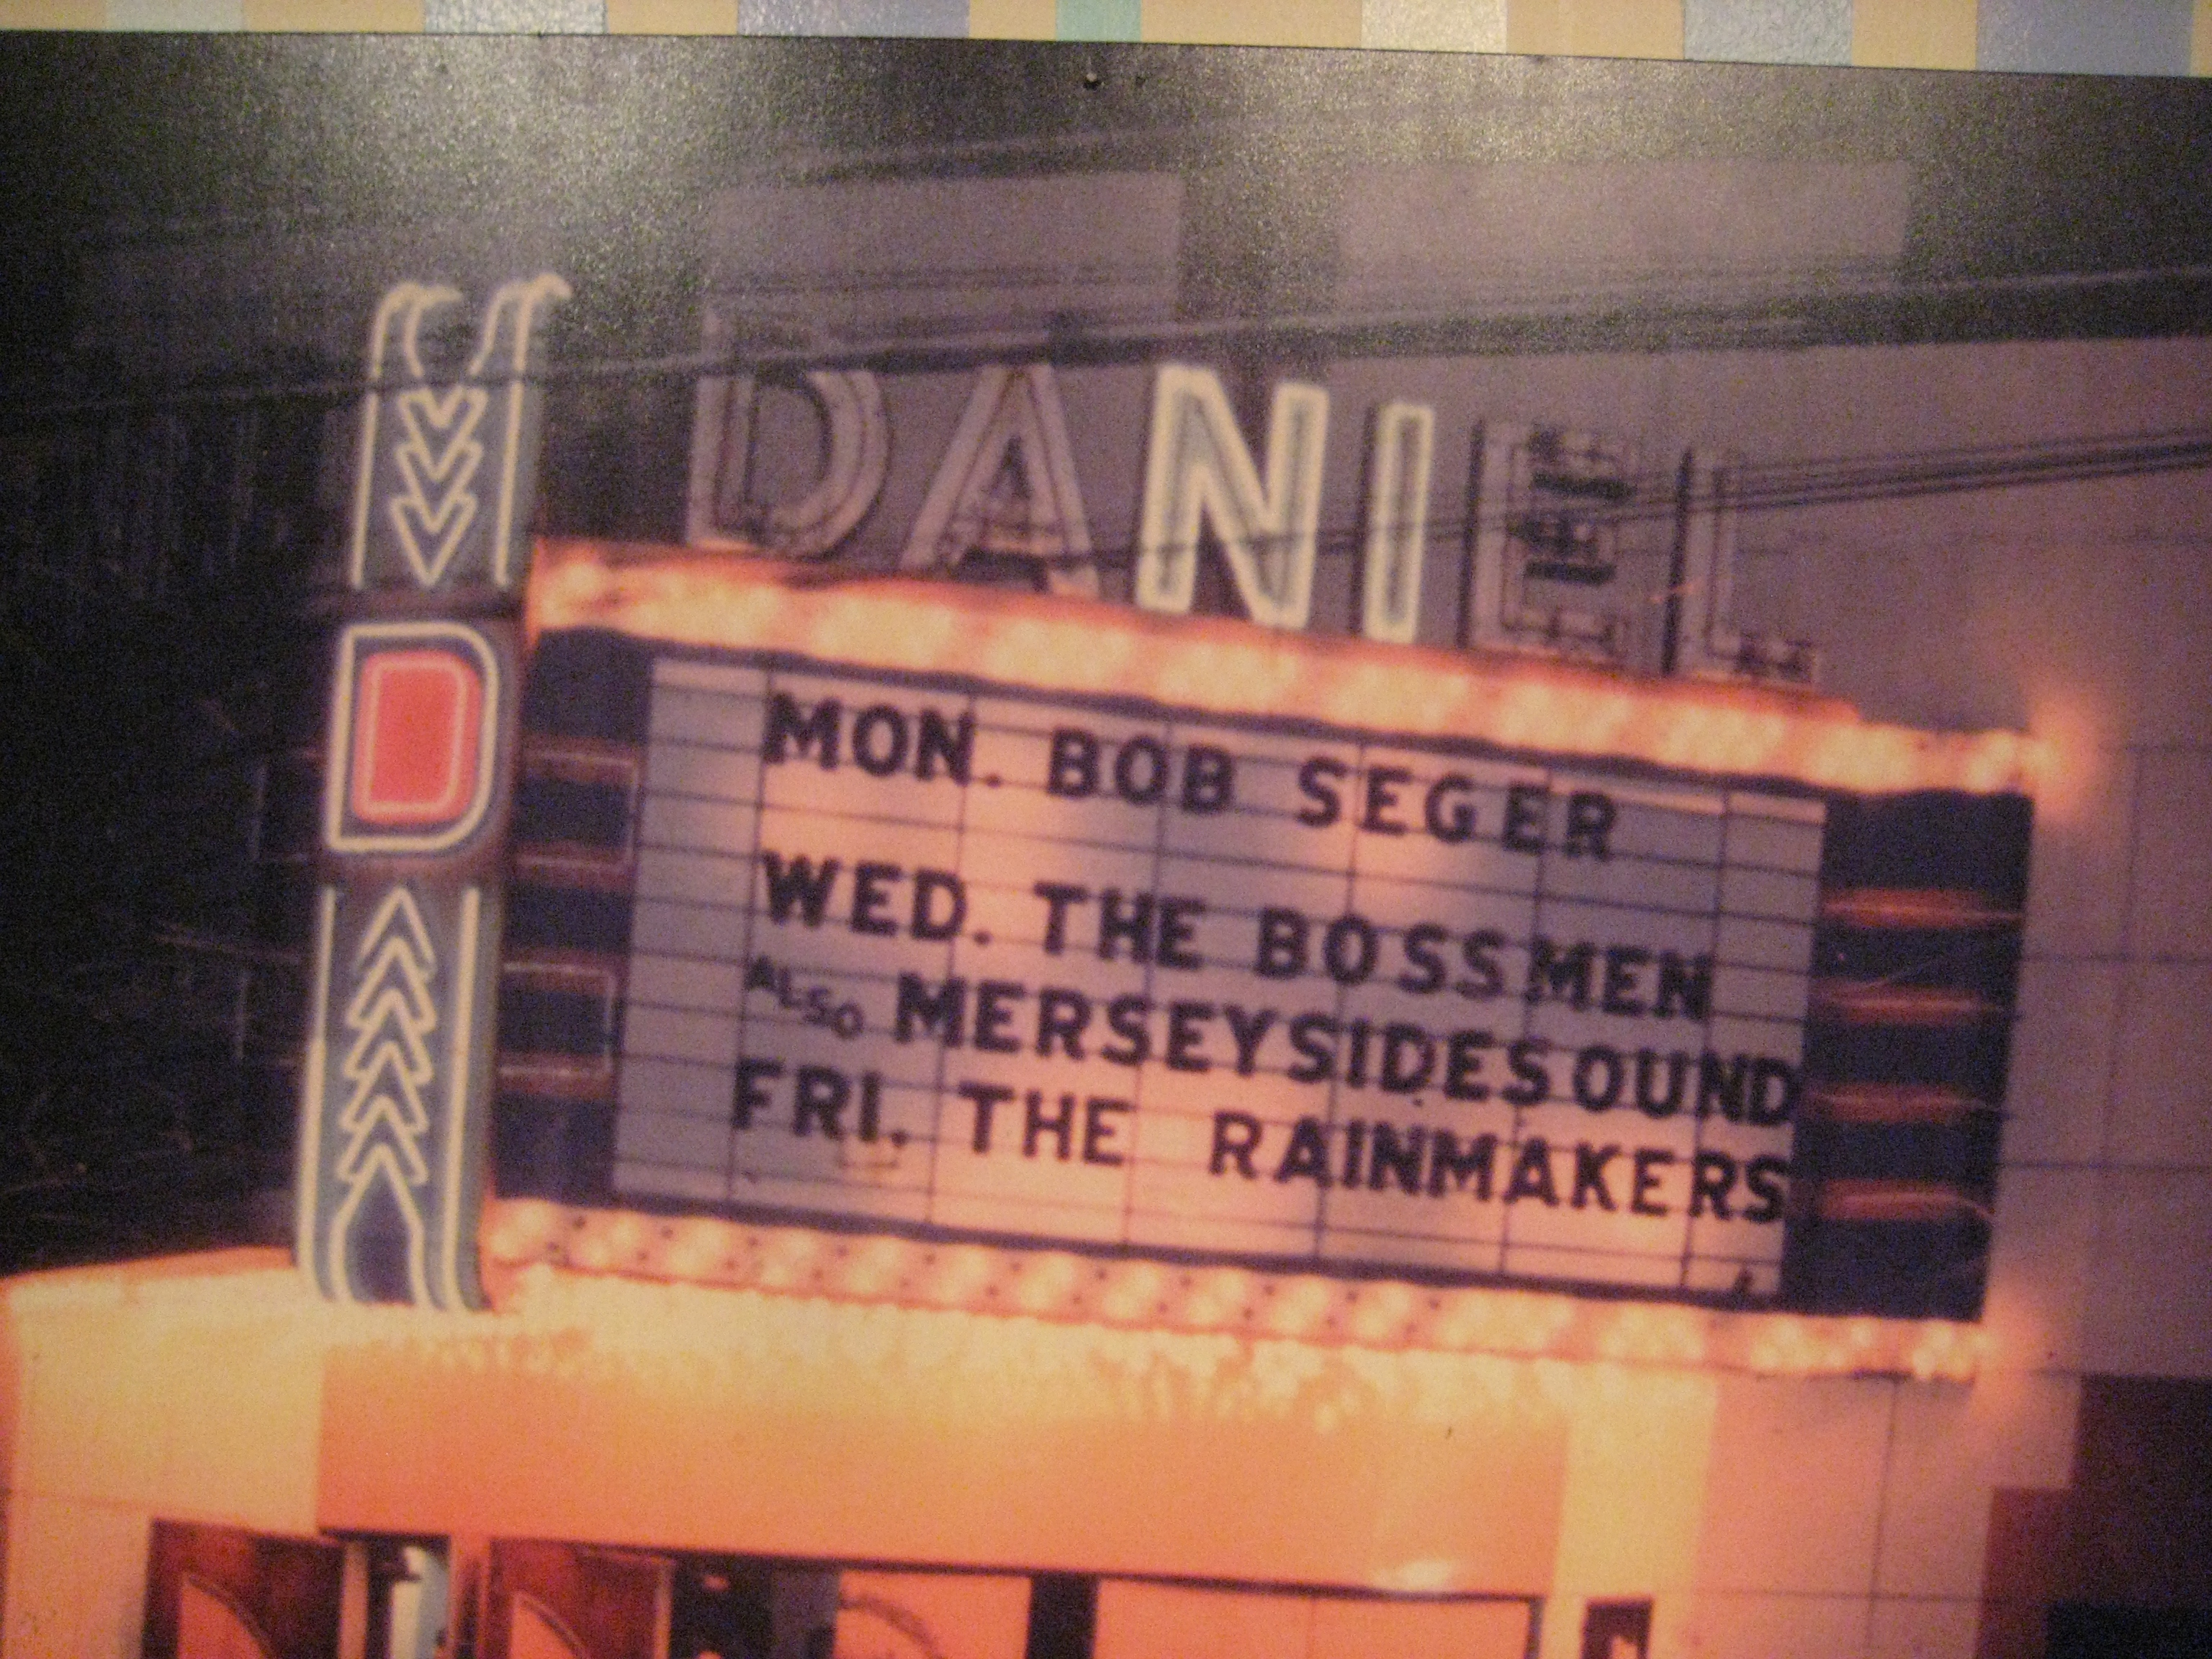 DANIEL
D
MON. BOB SEGER
WED. THE BOSSMEN
ALSO MERSEYSIDESOUND
FRI. THE RAINMAKERS